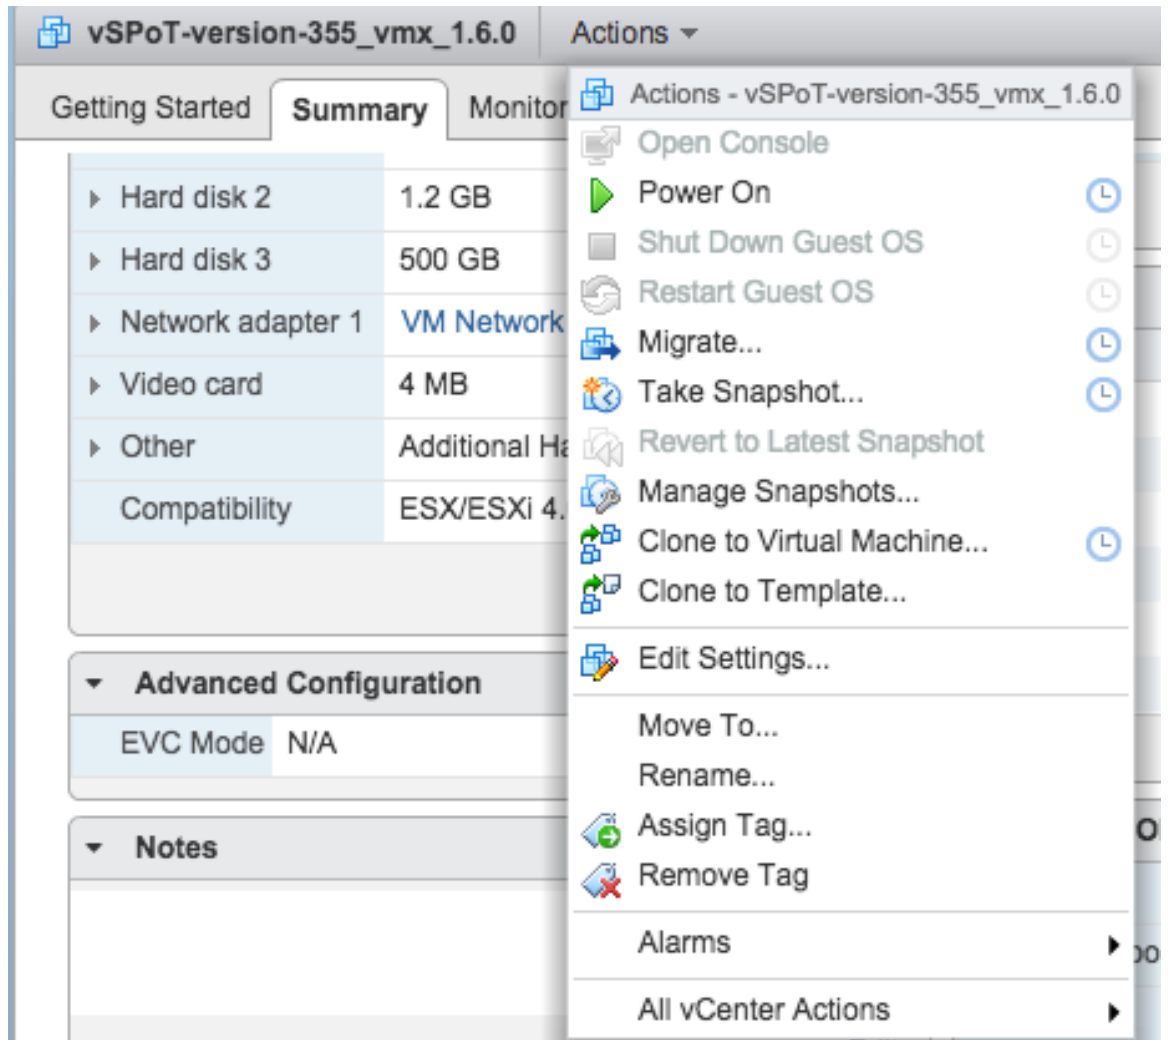 vSPoT-version-355_vmx_1.6.0 Actions
Getting Started Summary Monitor
Actions - vSPoT-version-355_vmx_1.6.0
Open Console
Hard disk 2 1.2 GB
Power On
Shut Down Guest OS
Hard disk 3 500 GB
Restart Guest OS
Network adapter 1 VM Network
Migrate...
Video card 4 MB
Take Snapshot...
Other Additional
Revert to Latest Snapshot
Compatibility ESX/ESXi 4.
Manage Snapshots...
Clone to Virtual Machine...
Clone to Template...
Advanced Configuration
Edit Settings...
EVC Mode N/A
Move To...
Rename...
Notes
Assign Tag...
Remove Tag
Alarms
All vCenter Actions